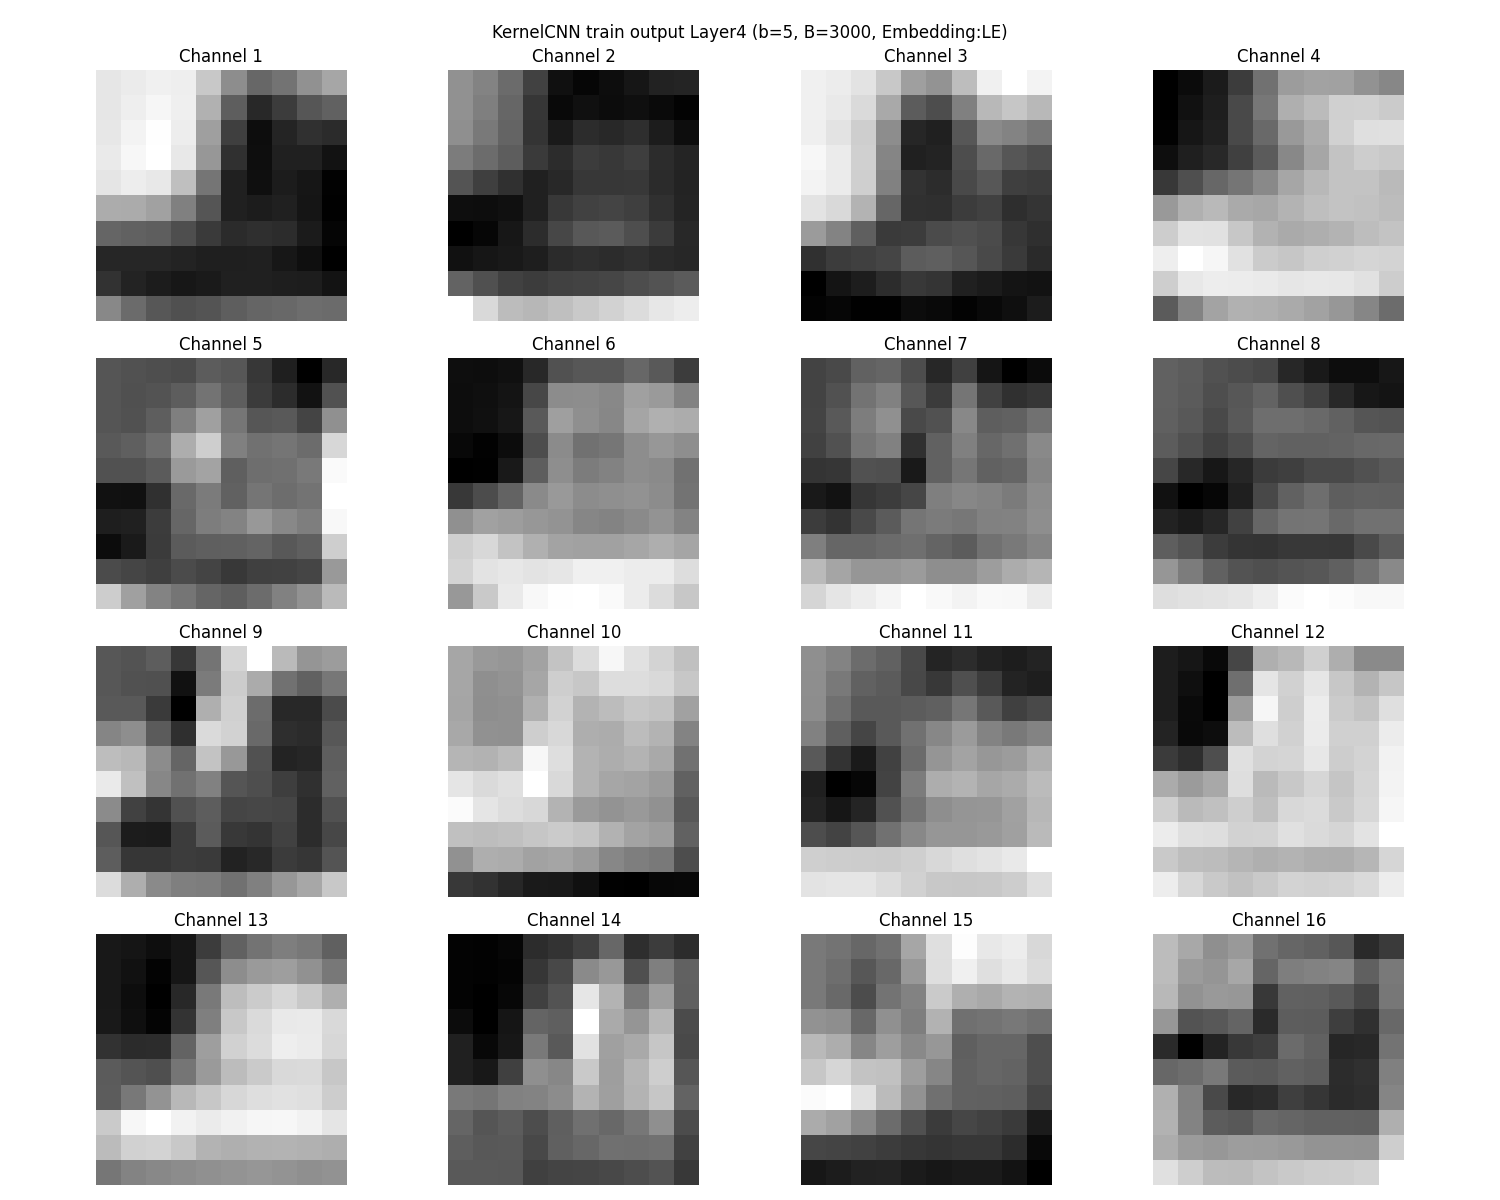 KernelCNN train output Layer4 (b=5, B=3000, Embedding:LE)
Channel 1
Channel 2
Channel 3
Channel 4
Channel 5
Channel 6
Channel 7
Channel 8
Channel 9
Channel 10
Channel 11
Channel 12
Channel 13
Channel 14
Channel 15
Channel 16